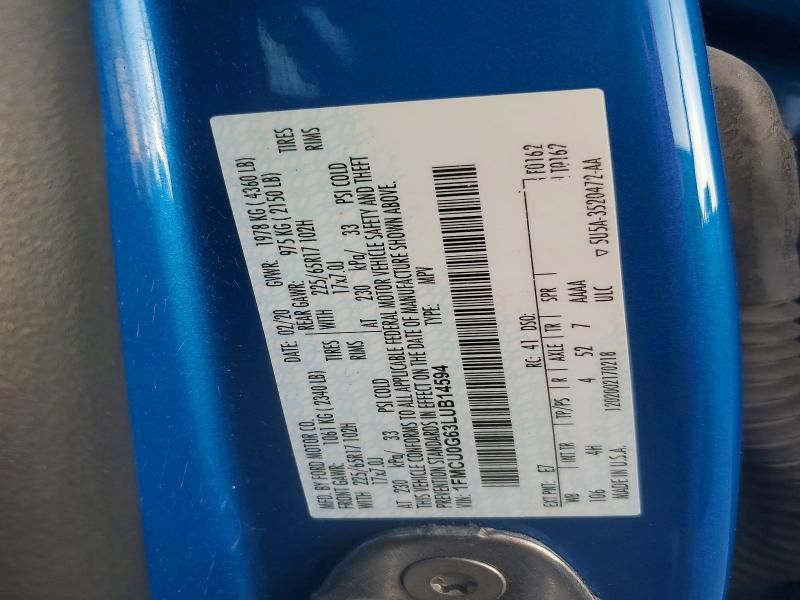 MFD. BY FORD MOTOR CO. DATE: 02/20 GVWR: 1978 KG ( 4360 LB)
FRONT GAWR: 1061 KG ( 2340 LB) REAR GAWR: 975 KG ( 2150 LB) TIRES
WITH 225/65R17 102H TIRES WITH 225/65R17 102H RIMS
17x7.0J RIMS 17x7.0J
AT 230 kPa/ 33 PSI COLD AT 230 kPa/ 33 PSI COLD
THIS VEHICLE CONFORMS TO ALL APPLICABLE FEDERAL MOTOR VEHICLE SAFETY AND THEFT
PREVENTION STANDARDS IN EFFECT ON THE DATE OF MANUFACTURE SHOWN ABOVE.
VIN: 1FMCU0G63LUB14594 TYPE: MPV
F0162
EXT PNT: E7 RC: 41 DSO: TP167
WB INT TR TP/PS R AXLE TR SPR
106 4H 4 52 7 AAAAA
MADE IN U.S.A. 1202002170218 ULC
▽ 5U5A-3520472-AA